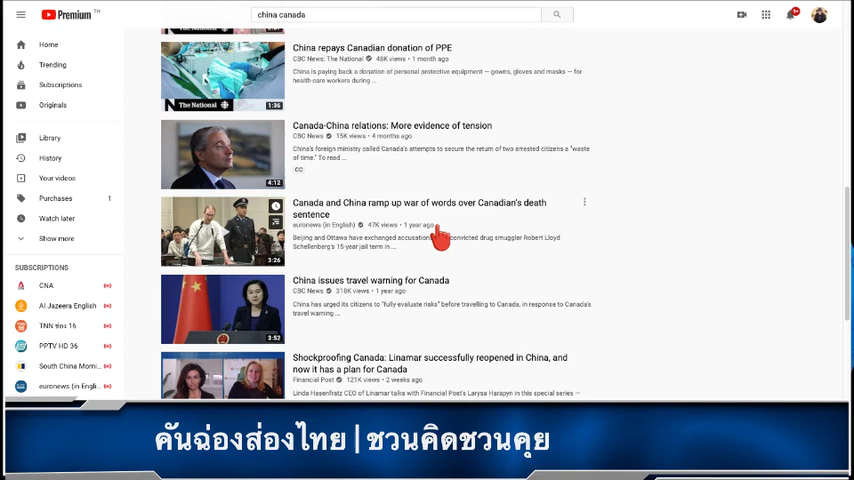 Premium TH
china canada
9+
Home
Trending
Subscriptions
Originals
Library
History
Your videos
Purchases 1
Watch later
Show more
SUBSCRIPTIONS
CNA
Al Jazeera English
TNN ช่อง 16
PPTV HD 36
South China Morni...
euronews (in Engli...
China repays Canadian donation of PPE
CBC News: The National • 48K views • 1 month ago
China is paying back a donation of personal protective equipment — gowns, gloves and masks — for
health care workers during ...
The National
1:36
Canada-China relations: More evidence of tension
CBC News • 15K views • 4 months ago
China's foreign ministry called Canada's attempts to secure the return of two arrested citizens a "waste
of time." To read ...
CC
4:12
Canada and China ramp up war of words over Canadian's death
sentence
euronews (in English) • 47K views • 1 year ago
Beijing and Ottawa have exchanged accusations convicted drug smuggler Robert Lloyd
Schellenberg's 15-year jail term in...
3:26
China issues travel warning for Canada
CBC News • 318K views • 1 year ago
China has urged its citizens to "fully evaluate risks" before travelling to Canada, in response to Canada's
travel warning ...
3:52
Shockproofing Canada: Linamar successfully reopened in China, and
now it has a plan for Canada
Financial Post • 121K views • 2 weeks ago
Linda Hasenfratz CEO of Linamar talks with Financial Post's Larysa Harapyn in this special series —
คันฉ่องส่องไทย | ชวนคิดชวนคุย